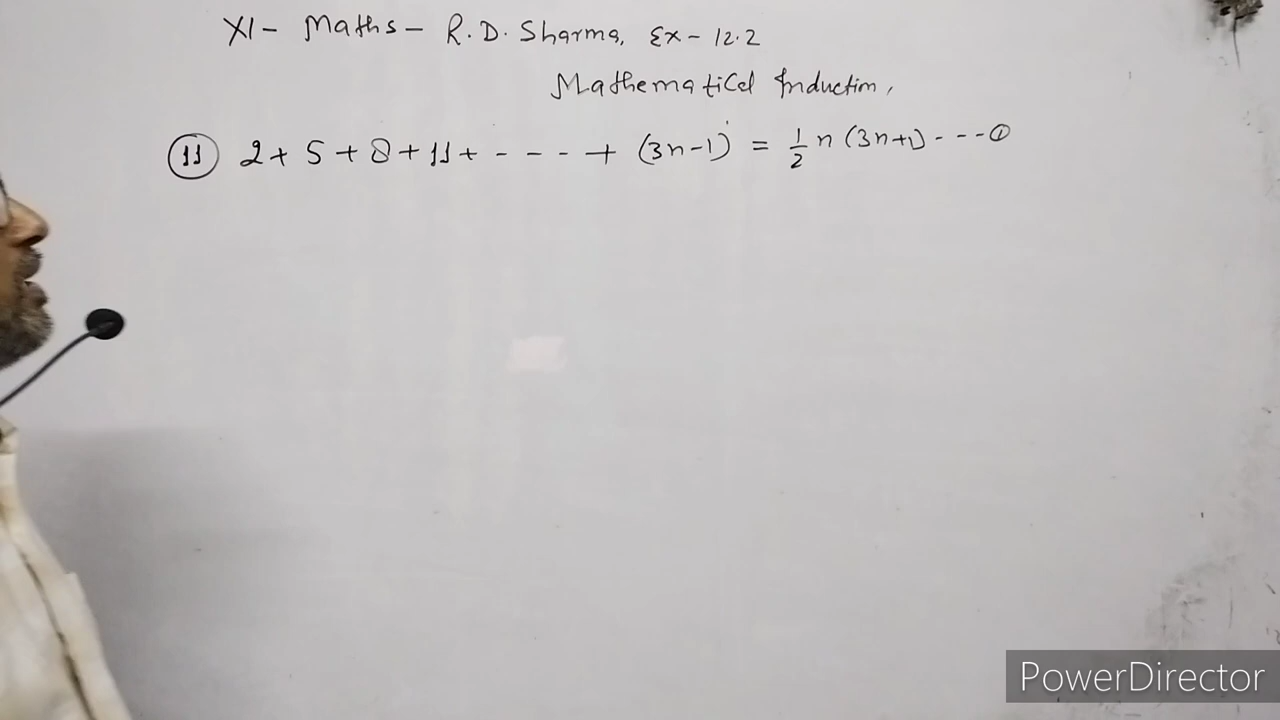 XI- Maths- R.D. Sharma, Ex- 12.2
Mathematical Induction,
11 2+ 5 + 8 + 11 + - - - - + (3n-1) = 1/2 n (3n+1) - - - ①
PowerDirector